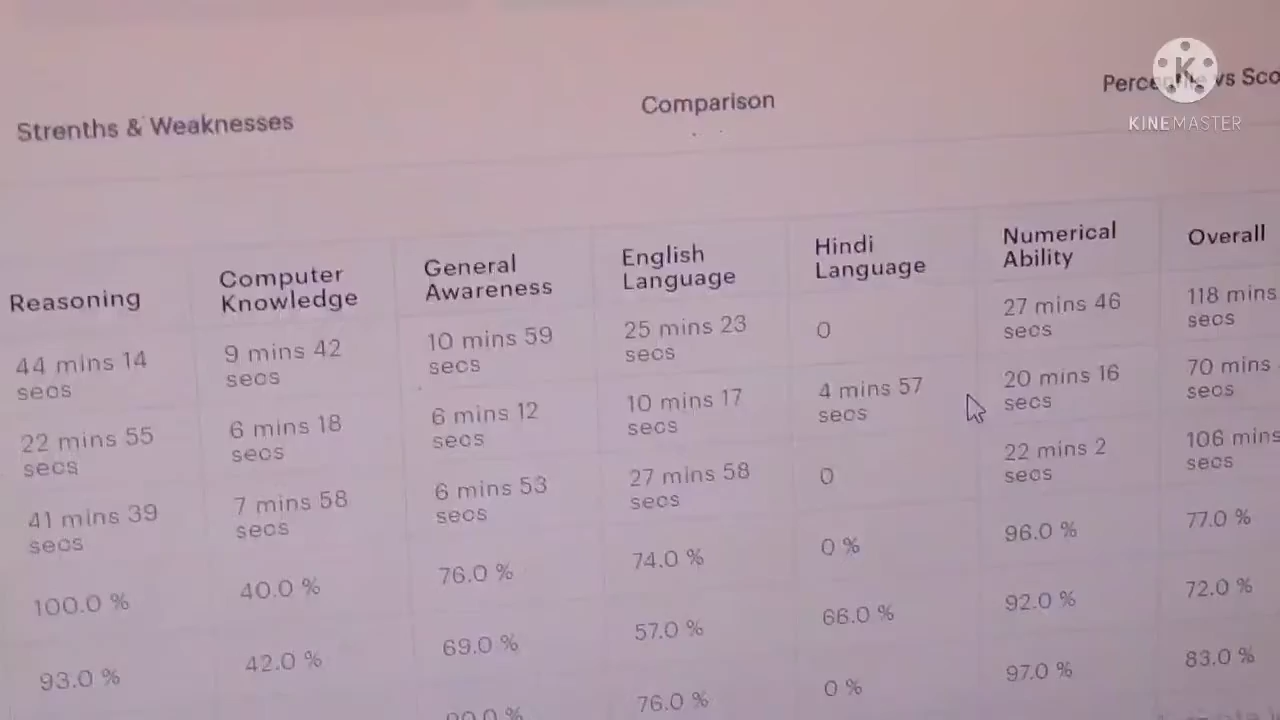 Strenths & Weaknesses
Comparison
vs
KINEMASTER
Reasoning
Computer
Knowledge
General
Awareness
English
Language
Hindi
Language
Numerical
Ability
Overall
44 mins 14
secs
9 mins 42
secs
10 mins 59
secs
25 mins 23
secs
0
27 mins 46
secs
118 mins
secs
22 mins 55
secs
6 mins 18
secs
6 mins 12
secs
10 mins 17
secs
4 mins 57
secs
20 mins 16
secs
70 mins
secs
41 mins 39
secs
7 mins 58
secs
6 mins 53
secs
27 mins 58
secs
0
22 mins 2
secs
106 mins
secs
100.0 %
40.0 %
76.0 %
74.0 %
0 %
96.0 %
77.0 %
93.0 %
42.0 %
69.0 %
57.0 %
66.0 %
92.0 %
72.0 %
76.0 %
0 %
97.0 %
83.0 %